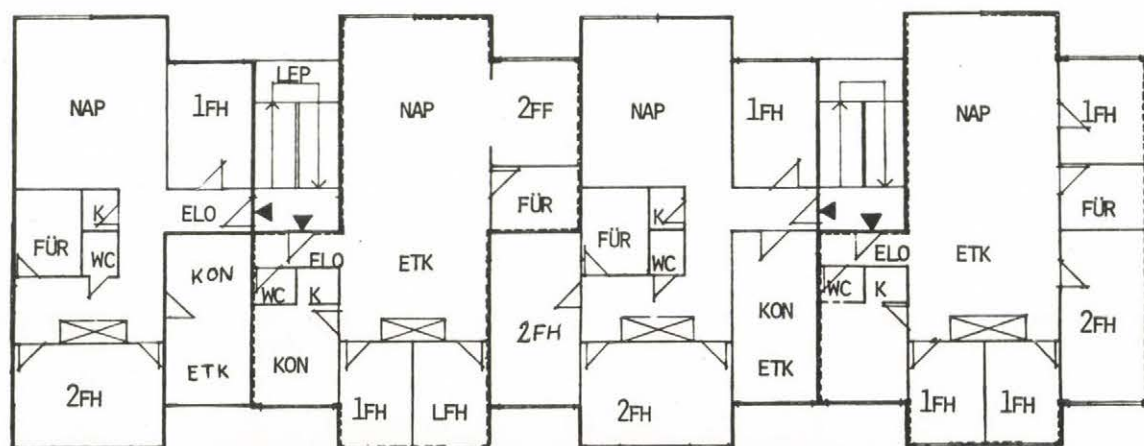 LEP
NAP
1FH
NAP
2FF
NAP
1FH
NAP
1FH
K
ELO
FÜR
WC
FÜR
K
FÜR
WC
FÜR
KON
ELO
ETK
ELO
ETK
WC
K
WC
K
2FH
KON
2FH
ETK
KON
ETK
2FH
1FH
LFH
2FH
1FH
1FH